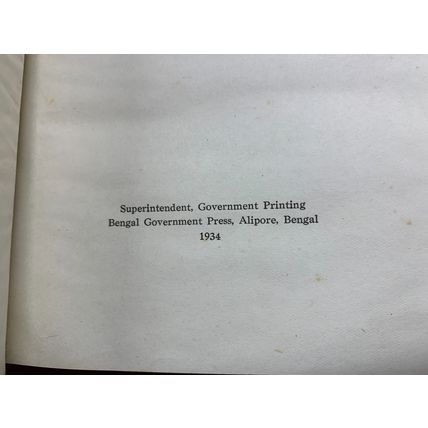 Superintendent, Government Printing
Bengal Government Press, Alipore, Bengal
1934